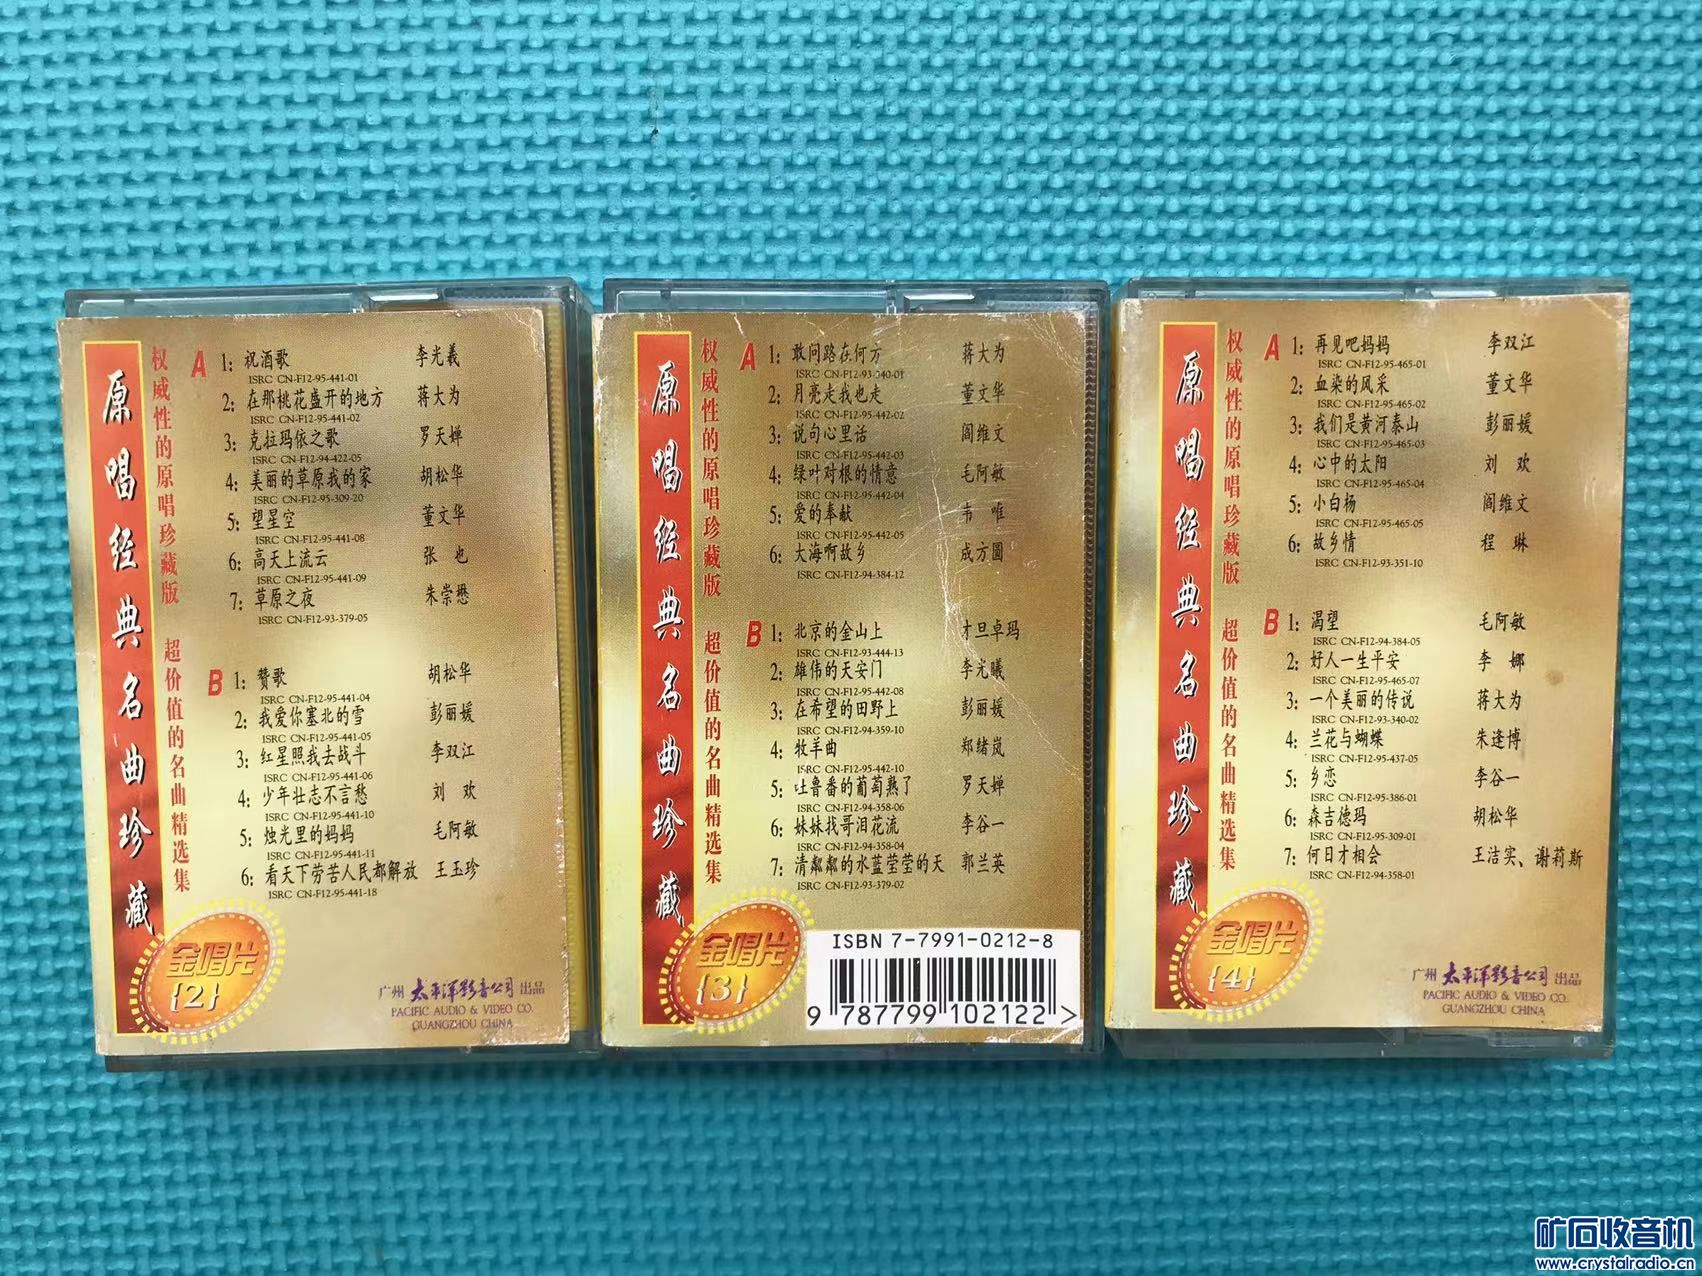 原唱经典名曲珍藏
权威性的原唱珍藏版 超价值的名曲精选集
A
1: 祝酒歌 李光羲
ISRC CN-F12-95-441-01
2: 在那桃花盛开的地方 蒋大为
ISRC CN-F12-95-441-02
3: 克拉玛依之歌 罗天婵
ISRC CN-F12-94-422-05
4: 美丽的草原我的家 胡松华
ISRC CN-F12-95-309-20
5: 望星空 董文华
ISRC CN-F12-95-441-08
6: 高天上流云 张也
ISRC CN-F12-95-441-09
7: 草原之夜 朱崇懋
ISRC CN-F12-93-379-05
B
1: 赞歌 胡松华
ISRC CN-F12-95-441-04
2: 我爱你塞北的雪 彭丽媛
ISRC CN-F12-95-441-05
3: 红星照我去战斗 李双江
ISRC CN-F12-95-441-06
4: 少年壮志不言愁 刘欢
ISRC CN-F12-95-441-10
5: 烛光里的妈妈 毛阿敏
ISRC CN-F12-95-441-11
6: 看天下劳苦人民都解放 王玉珍
ISRC CN-F12-95-441-18
金唱片
{2}
广州 太平洋影音公司 出品
PACIFIC AUDIO & VIDEO CO.
GUANGZHOU CHINA
原唱经典名曲珍藏
权威性的原唱珍藏版 超价值的名曲精选集
A
1: 敢问路在何方 蒋大为
ISRC CN-F12-93-340-01
2: 月亮走我也走 董文华
ISRC CN-F12-95-442-02
3: 说句心里话 阎维文
ISRC CN-F12-95-442-03
4: 绿叶对根的情意 毛阿敏
ISRC CN-F12-95-442-04
5: 爱的奉献 韦唯
ISRC CN-F12-95-442-05
6: 大海啊故乡 成方圆
ISRC CN-F12-94-384-12
B
1: 北京的金山上 才旦卓玛
ISRC CN-F12-93-444-13
2: 雄伟的天安门 李光曦
ISRC CN-F12-95-442-08
3: 在希望的田野上 彭丽媛
ISRC CN-F12-94-359-10
4: 牧羊曲 郑绪岚
ISRC CN-F12-95-442-10
5: 吐鲁番的葡萄熟了 罗天婵
ISRC CN-F12-94-358-06
6: 妹妹找哥泪花流 李谷一
ISRC CN-F12-94-358-04
7: 清粼粼的水蓝莹莹的天 郭兰英
ISRC CN-F12-93-379-02
金唱片
{3}
ISBN 7-7991-0212-8
9 787799 102122 >
原唱经典名曲珍藏
权威性的原唱珍藏版 超价值的名曲精选集
A
1: 再见吧妈妈 李双江
ISRC CN-F12-95-465-01
2: 血染的风采 董文华
ISRC CN-F12-95-465-02
3: 我们是黄河泰山 彭丽媛
ISRC CN-F12-95-465-03
4: 心中的太阳 刘欢
ISRC CN-F12-95-465-04
5: 小白杨 阎维文
ISRC CN-F12-95-465-05
6: 故乡情 程琳
ISRC CN-F12-93-351-10
B
1: 渴望 毛阿敏
ISRC CN-F12-94-384-05
2: 好人一生平安 李娜
ISRC CN-F12-95-465-07
3: 一个美丽的传说 蒋大为
ISRC CN-F12-93-340-02
4: 兰花与蝴蝶 朱逢博
ISRC CN-F12-95-437-05
5: 乡恋 李谷一
ISRC CN-F12-95-386-01
6: 森吉德玛 胡松华
ISRC CN-F12-95-309-01
7: 何日才相会 王洁实、谢莉斯
ISRC CN-F12-94-358-01
金唱片
{4}
广州 太平洋影音公司 出品
PACIFIC AUDIO & VIDEO CO.
GUANGZHOU CHINA
矿石收音机
www.crystalradio.cn